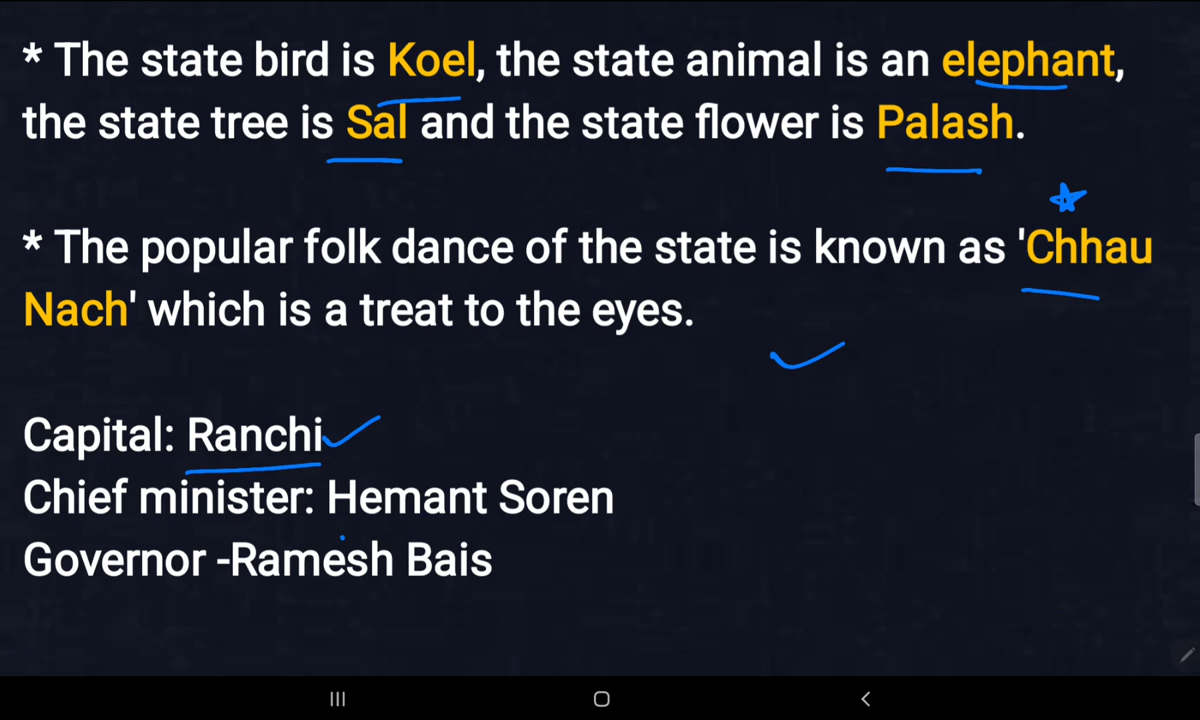 * The state bird is Koel, the state animal is an elephant,
the state tree is Sal and the state flower is Palash.
* The popular folk dance of the state is known as 'Chhau
Nach' which is a treat to the eyes.
Capital: Ranchi
Chief minister: Hemant Soren
Governor -Ramesh Bais